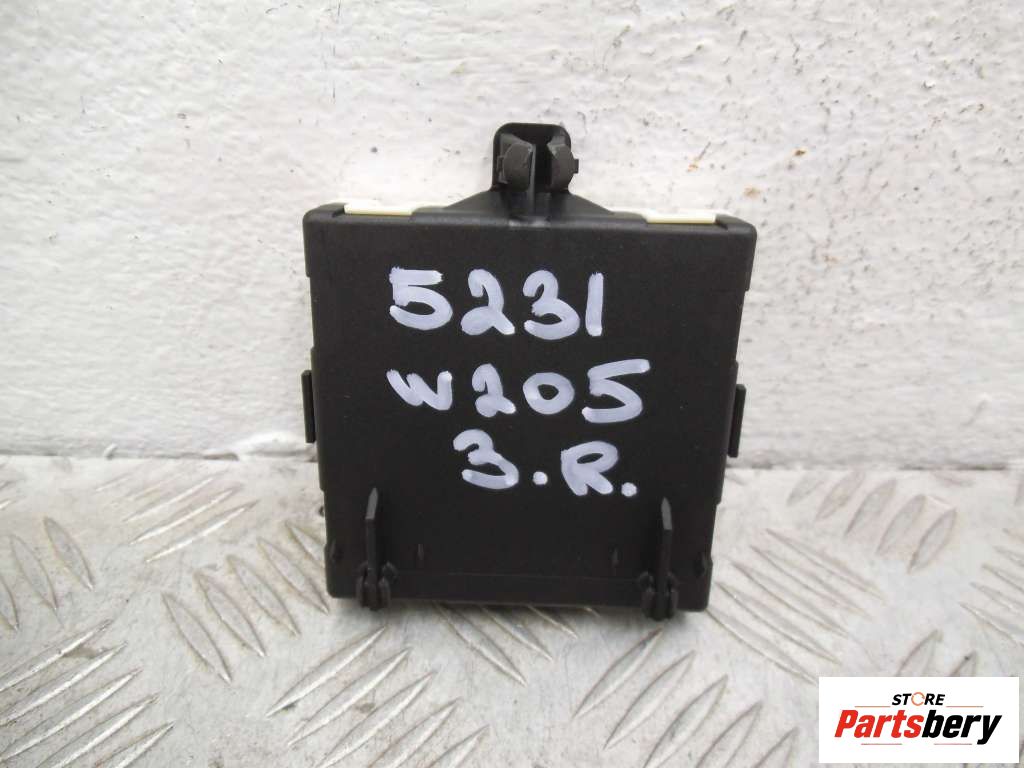 5231
W205
3.R.
STORE
Partsbery